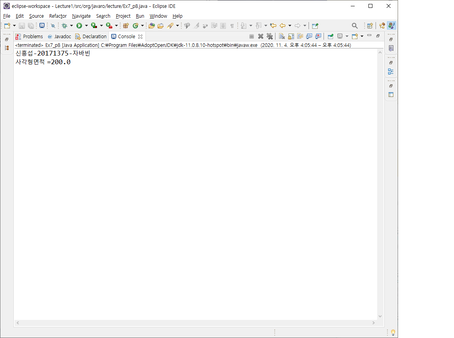 eclipse-workspace - Lecture1/src/org/javaro/lecture/Ex7_p8.java - Eclipse IDE
File Edit Source Refactor Navigate Search Project Run Window Help
Problems Javadoc Declaration Console
<terminated> Ex7_p8 [Java Application] C:₩Program Files₩AdoptOpenJDK₩jdk-11.0.8.10-hotspot₩bin₩javaw.exe (2020. 11. 4. 오후 4:05:44 – 오후 4:05:44)
신홍섭-20171375-자바빈
사각형면적 =200.0